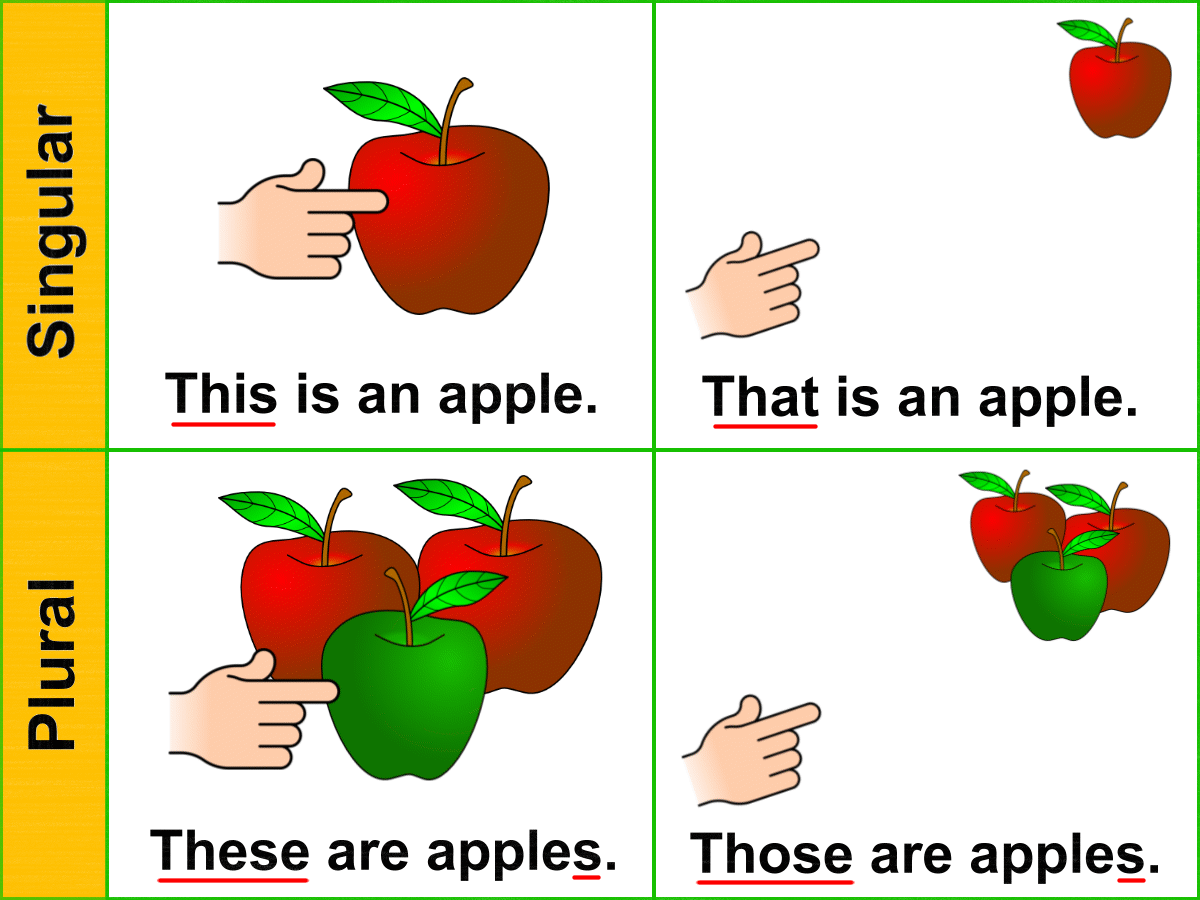 Singular
This is an apple.
That is an apple.
Plural
These are apples.
Those are apples.